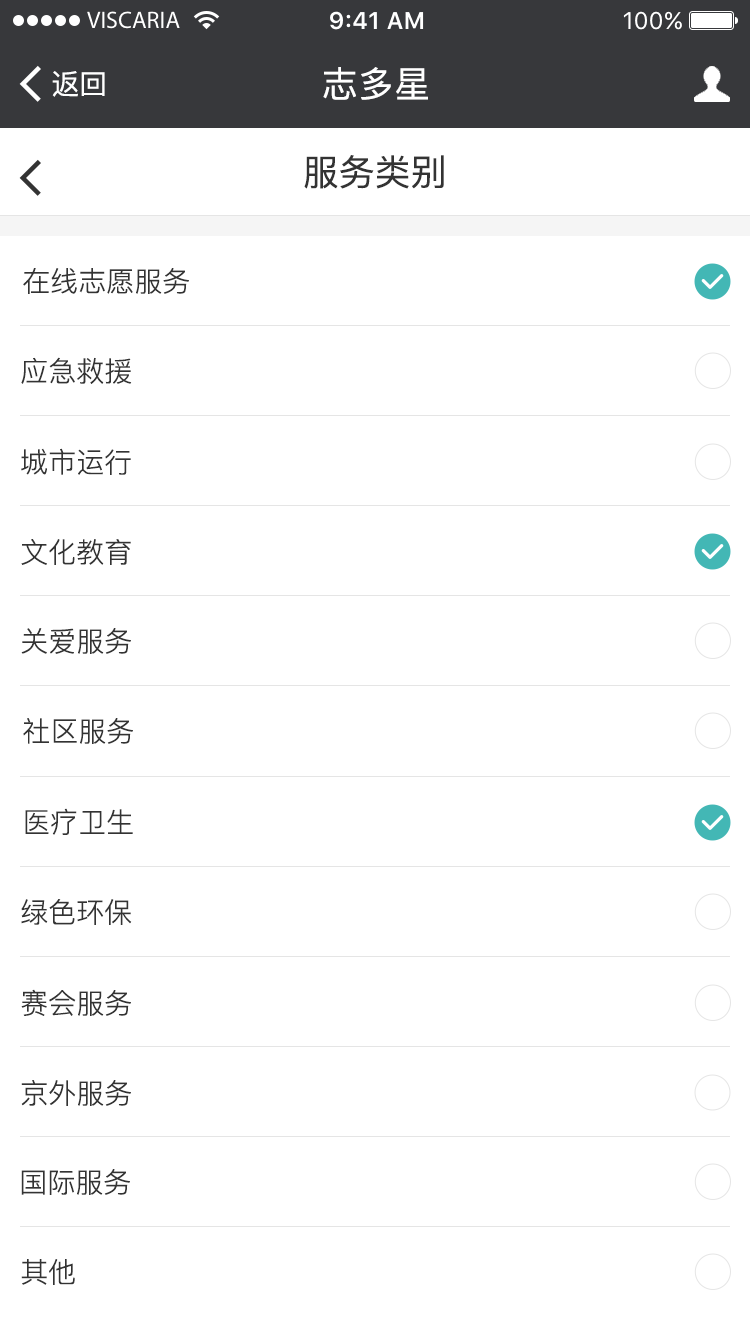 VISCARIA 9:41 AM 100%
返回 志多星
服务类别
在线志愿服务
应急救援
城市运行
文化教育
关爱服务
社区服务
医疗卫生
绿色环保
赛会服务
京外服务
国际服务
其他